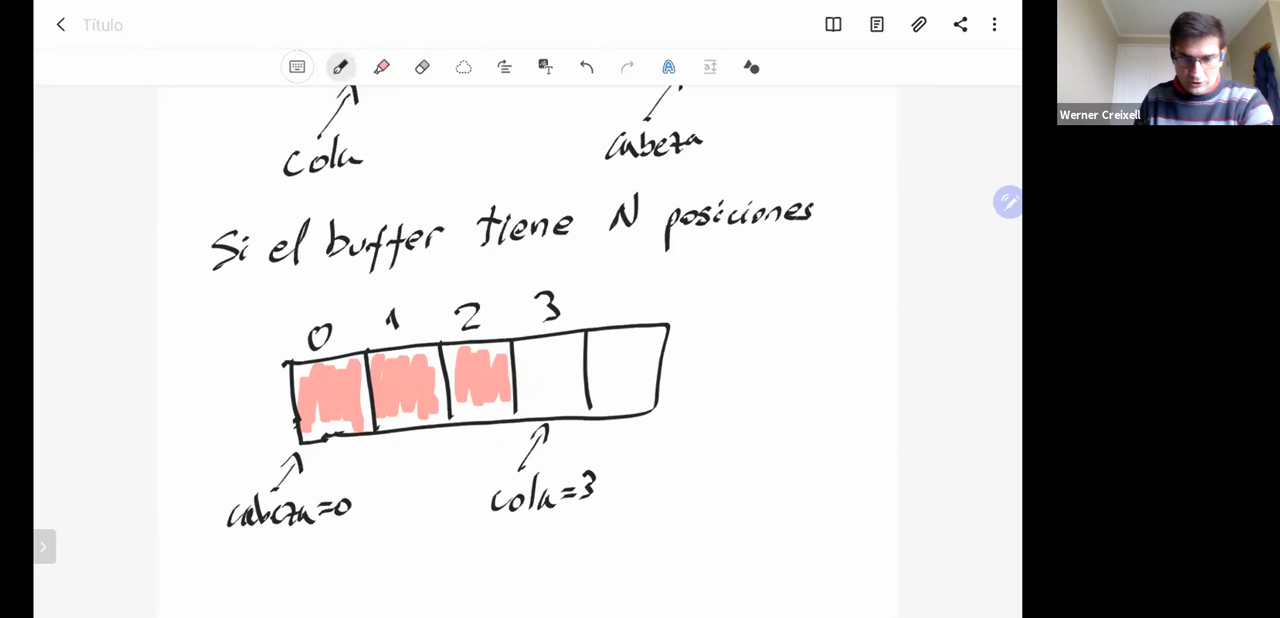 Título
cola
cabeza
Si el buffer tiene N posiciones
0 1 2 3
cabeza=0
cola=3
Werner Creixell